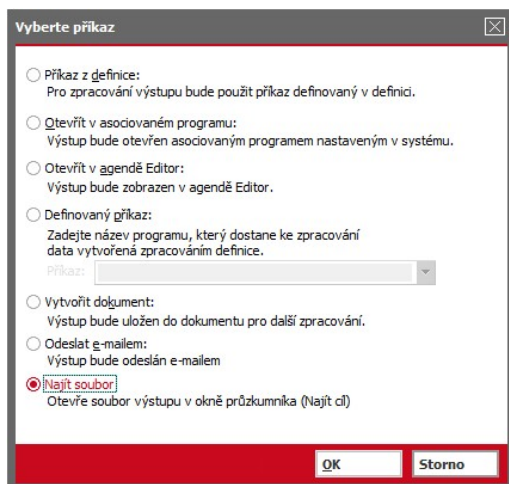 Vyberte příkaz
Příkaz z definice:
Pro zpracování výstupu bude použit příkaz definovaný v definici.
Otevřít v asociovaném programu:
Výstup bude otevřen asociovaným programem nastaveným v systému.
Otevřít v agendě Editor:
Výstup bude zobrazen v agendě Editor.
Definovaný příkaz:
Zadejte název programu, který dostane ke zpracování
data vytvořená zpracováním definice.
Příkaz:
Vytvořit dokument:
Výstup bude uložen do dokumentu pro další zpracování.
Odeslat e-mailem:
Výstup bude odeslán e-mailem
Najít soubor
Otevře soubor výstupu v okně průzkumníka (Najít cíl)
OK Storno